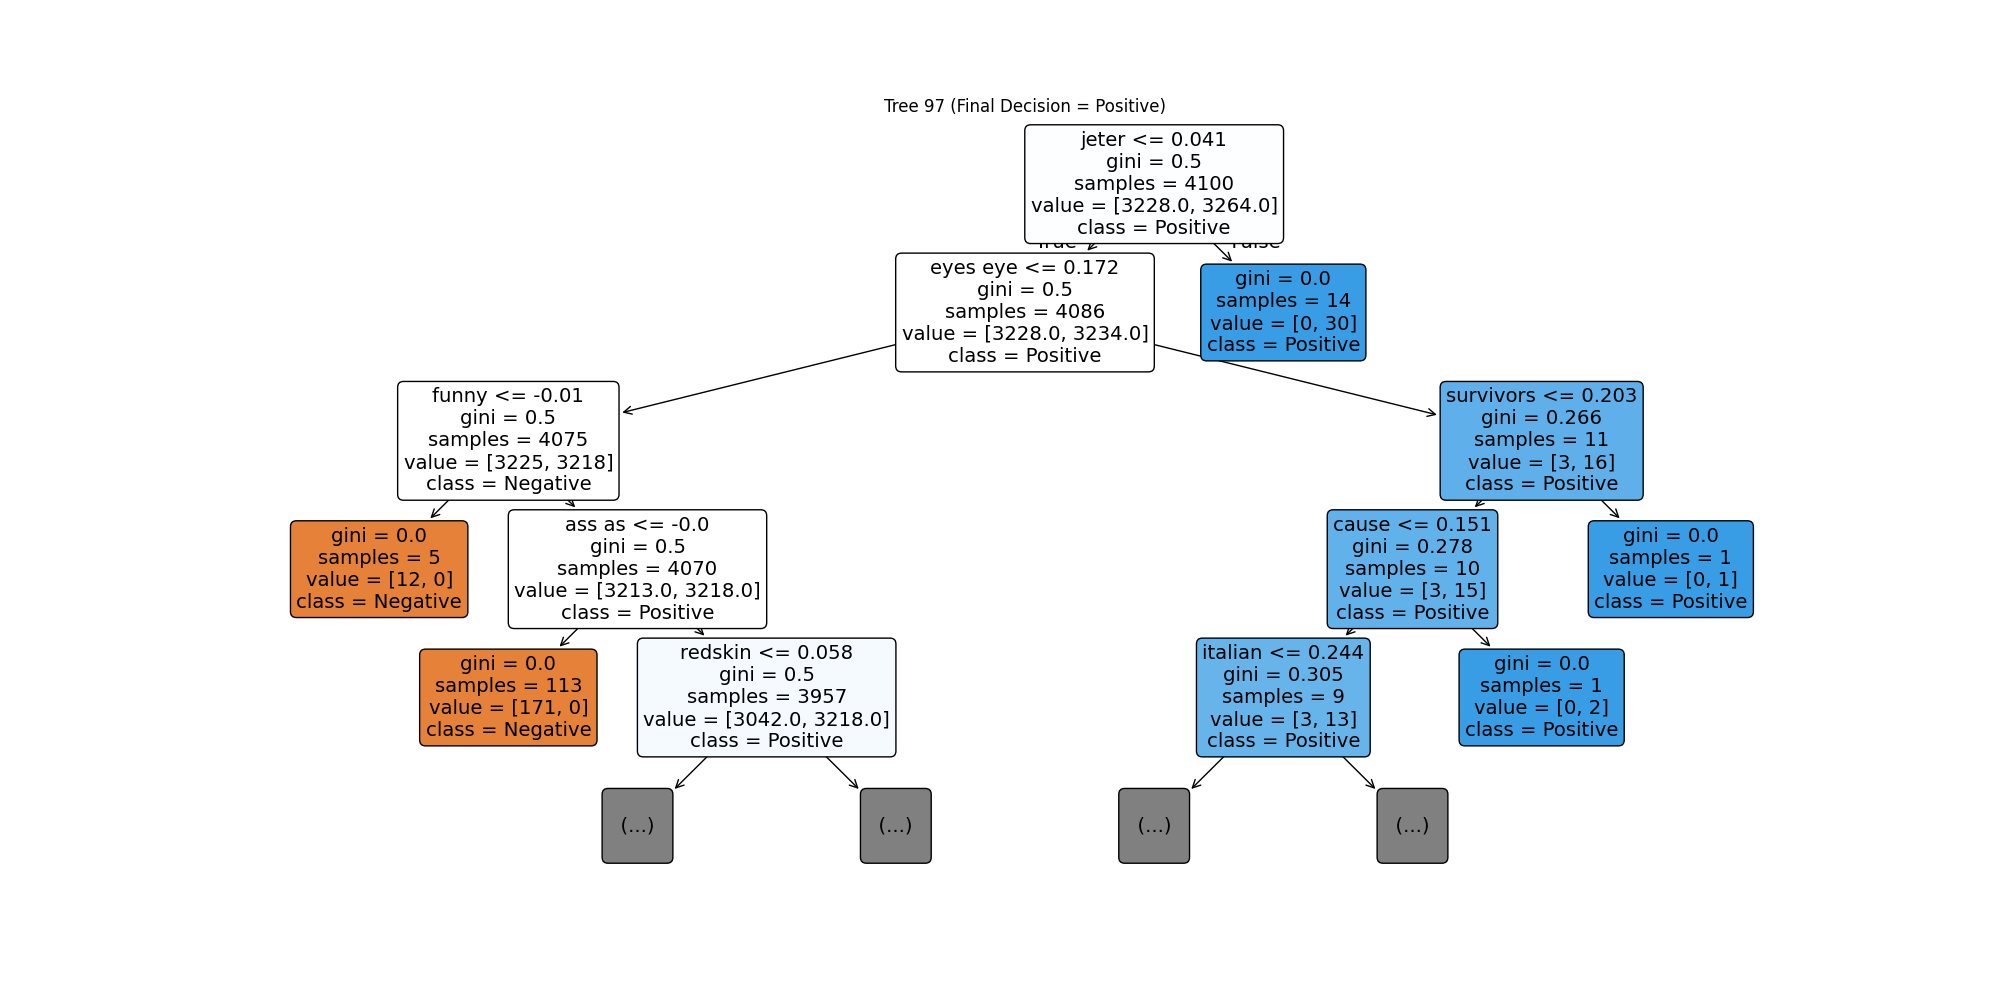 Tree 97 (Final Decision = Positive)
jeter <= 0.041
gini = 0.5
samples = 4100
value = [3228.0, 3264.0]
class = Positive
True
False
eyes eye <= 0.172
gini = 0.5
samples = 4086
value = [3228.0, 3234.0]
class = Positive
gini = 0.0
samples = 14
value = [0, 30]
class = Positive
funny <= -0.01
gini = 0.5
samples = 4075
value = [3225, 3218]
class = Negative
survivors <= 0.203
gini = 0.266
samples = 11
value = [3, 16]
class = Positive
gini = 0.0
samples = 5
value = [12, 0]
class = Negative
ass as <= -0.0
gini = 0.5
samples = 4070
value = [3213.0, 3218.0]
class = Positive
cause <= 0.151
gini = 0.278
samples = 10
value = [3, 15]
class = Positive
gini = 0.0
samples = 1
value = [0, 1]
class = Positive
gini = 0.0
samples = 113
value = [171, 0]
class = Negative
redskin <= 0.058
gini = 0.5
samples = 3957
value = [3042.0, 3218.0]
class = Positive
italian <= 0.244
gini = 0.305
samples = 9
value = [3, 13]
class = Positive
gini = 0.0
samples = 1
value = [0, 2]
class = Positive
(...)
(...)
(...)
(...)